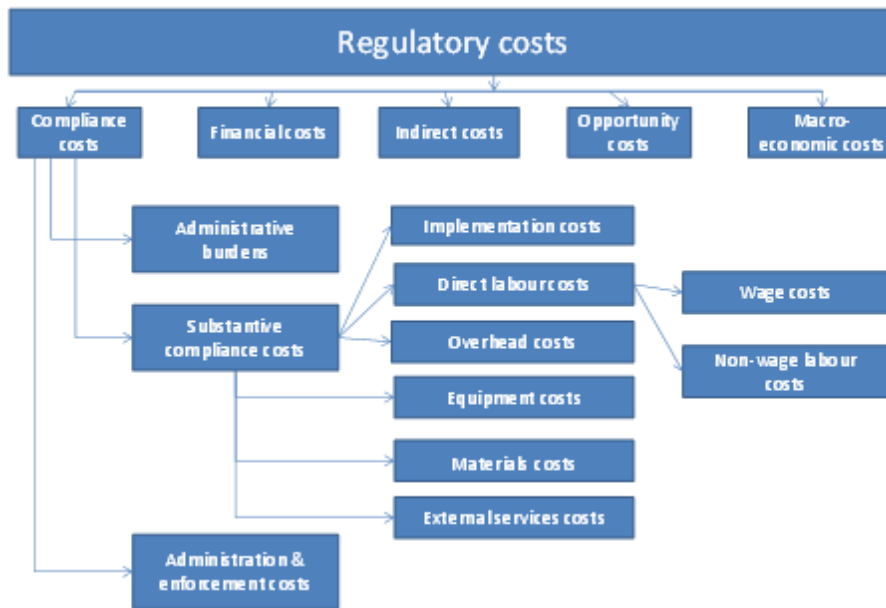 Regulatory costs
Compliance
costs
Financial costs
Indirect costs
Opportunity
costs
Macro-
economic costs
Administrative
burdens
Implementation costs
Direct labour costs
Wage costs
Substantive
compliance costs
Overhead costs
Non-wage labour
costs
Equipment costs
Materials costs
External services costs
Administration &
enforcement costs